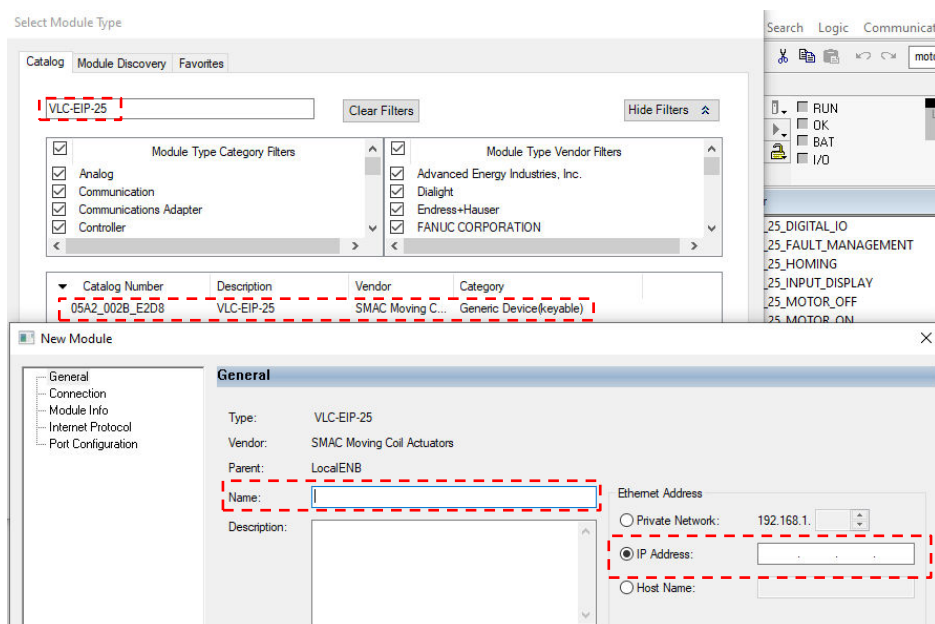 Select Module Type
Search Logic Communicat
Catalog Module Discovery Favorites
VLC-EIP-25
Clear Filters
Hide Filters
RUN
OK
BAT
I/O
Module Type Category Filters
Analog
Communication
Communications Adapter
Controller
Module Type Vendor Filters
Advanced Energy Industries, Inc.
Dialight
Endress+Hauser
FANUC CORPORATION
_25_DIGITAL_IO
_25_FAULT_MANAGEMENT
_25_HOMING
_25_INPUT_DISPLAY
_25_MOTOR_OFF
_25_MOTOR_ON
Catalog Number Description Vendor Category
05A2_002B_E2D8 VLC-EIP-25 SMAC Moving C... Generic Device(keyable)
New Module
General
Connection
Module Info
Internet Protocol
Port Configuration
General
Type: VLC-EIP-25
Vendor: SMAC Moving Coil Actuators
Parent: LocalENB
Name:
Description:
Ethernet Address
Private Network: 192.168.1.
IP Address: . . .
Host Name: